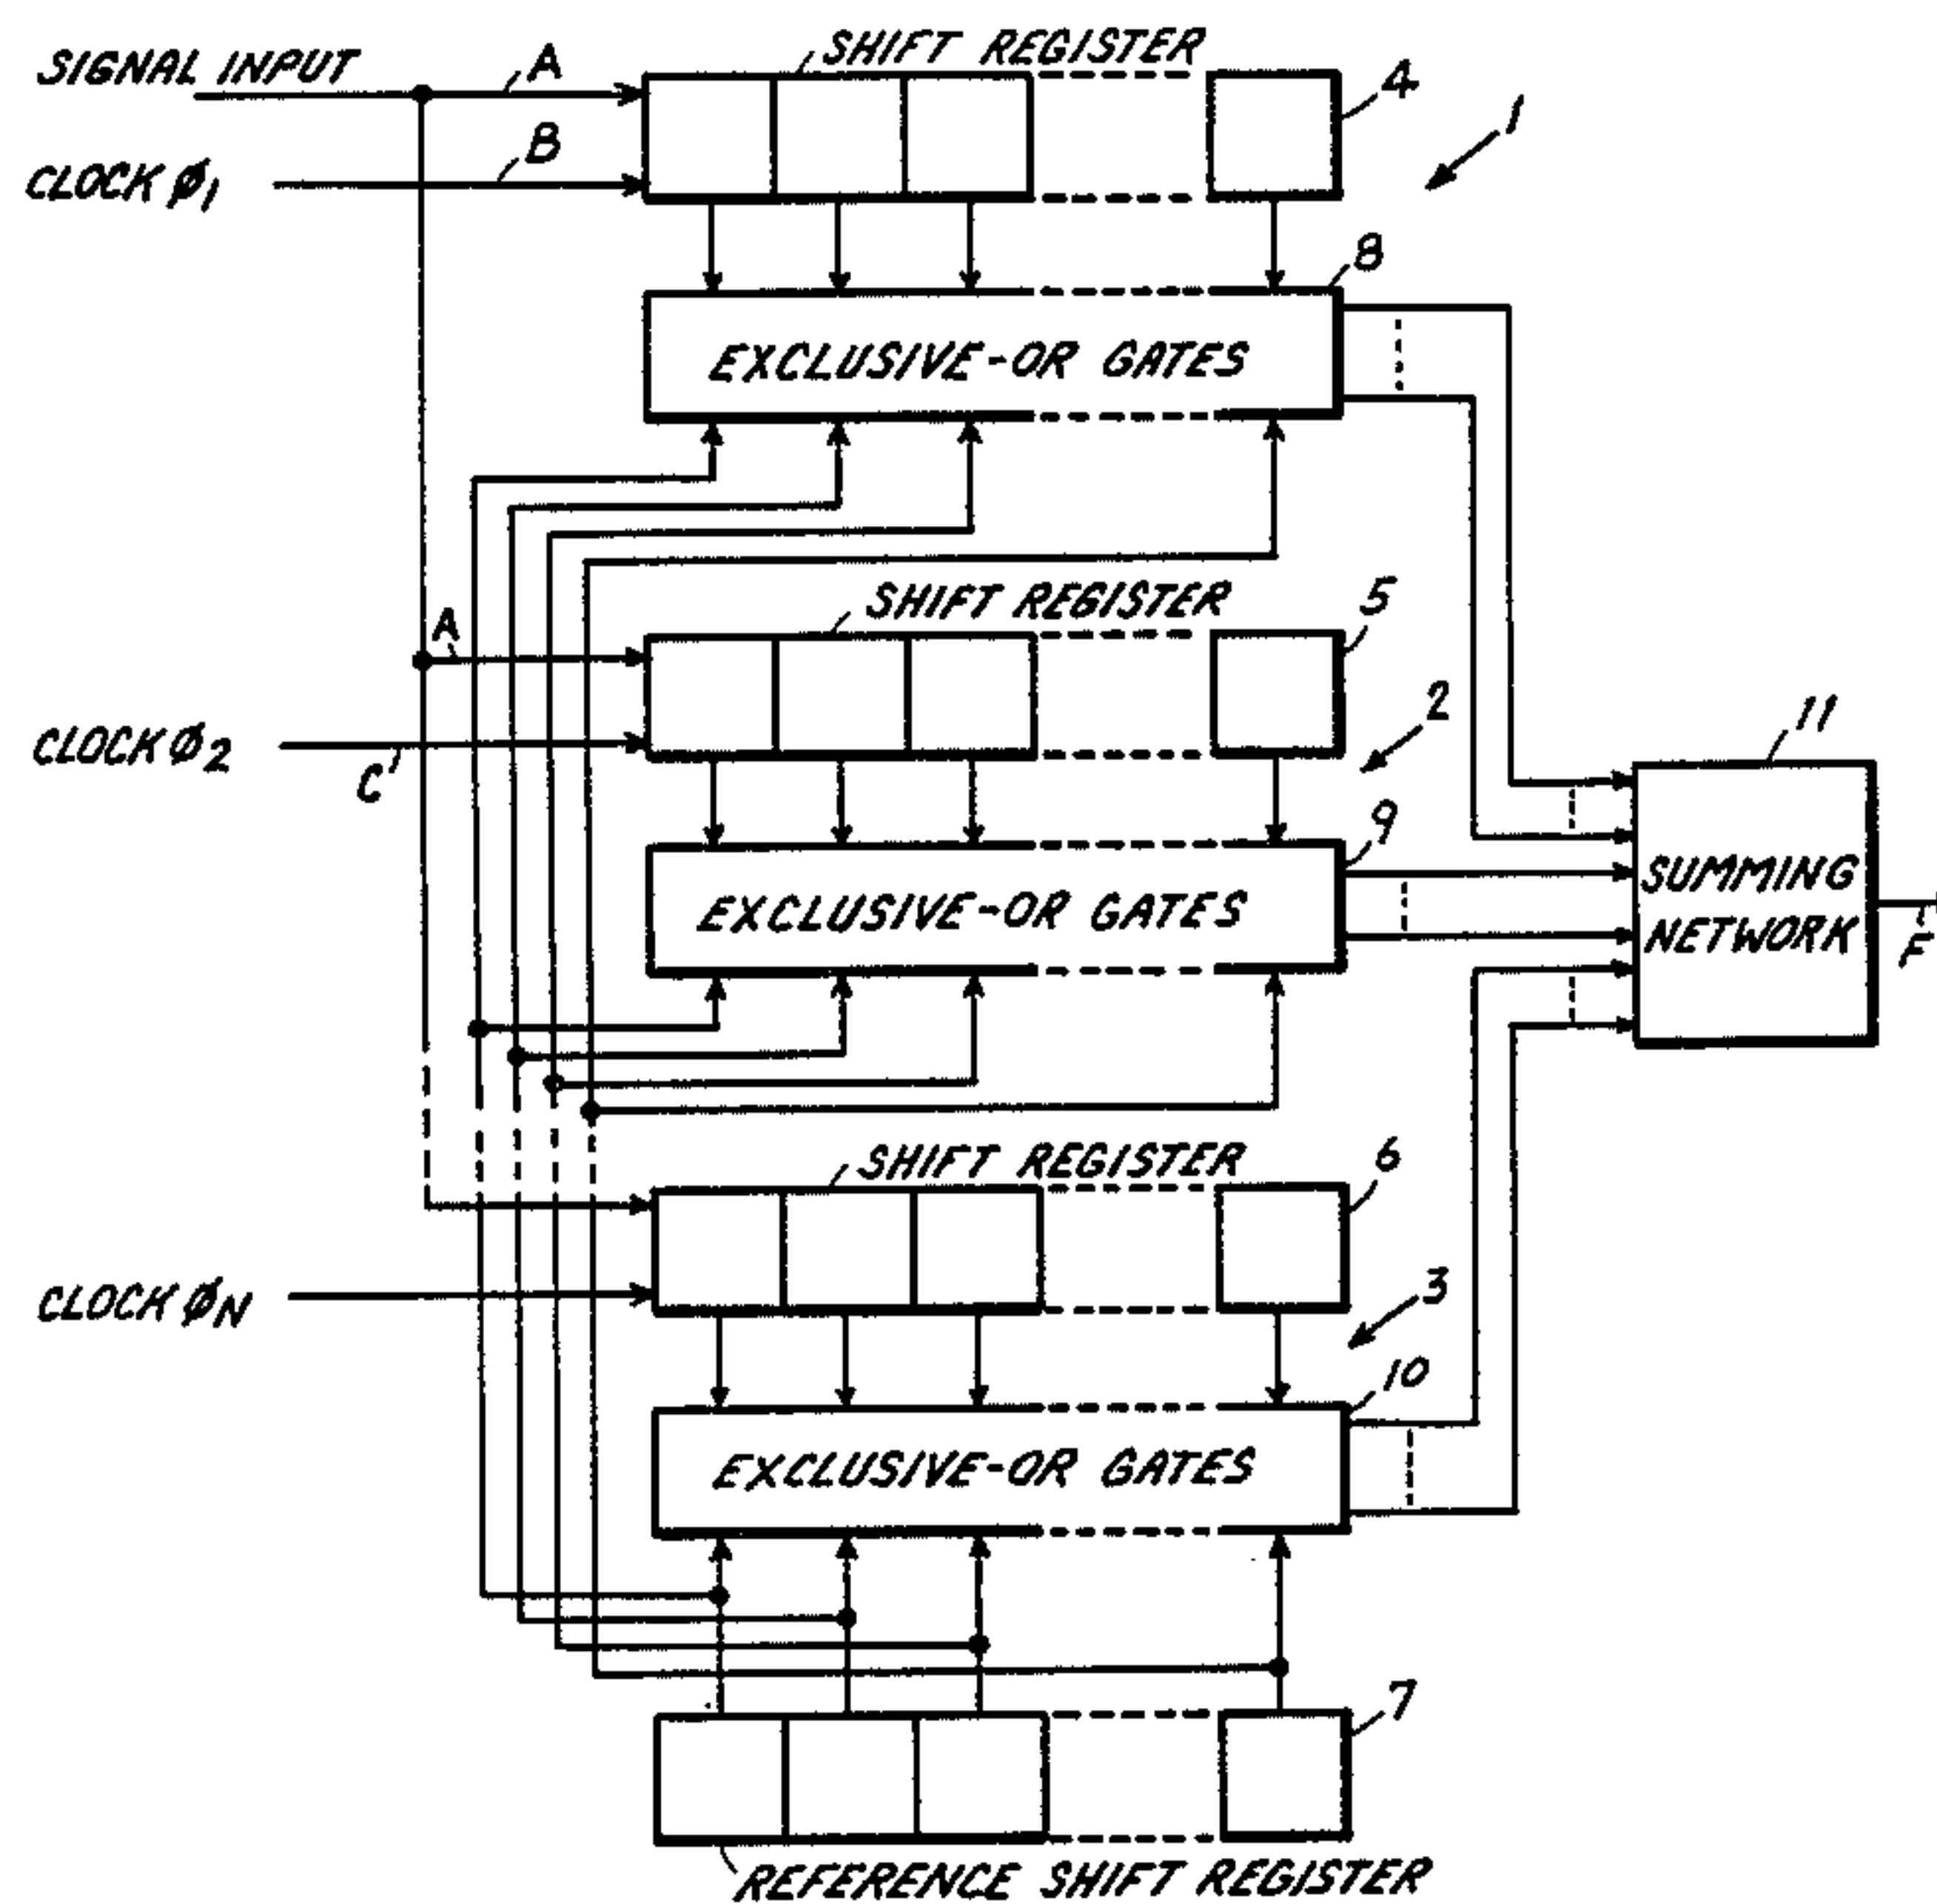 SHIFT REGISTER
SIGNAL INPUT
A
4
1
B
CLOCK Ø1
8
EXCLUSIVE-OR GATES
SHIFT REGISTER
5
A
2
11
CLOCK Ø2
C
9
SUMMING
NETWORK
EXCLUSIVE-OR GATES
F
SHIFT REGISTER
6
3
CLOCK ØN
10
EXCLUSIVE-OR GATES
7
REFERENCE SHIFT REGISTER